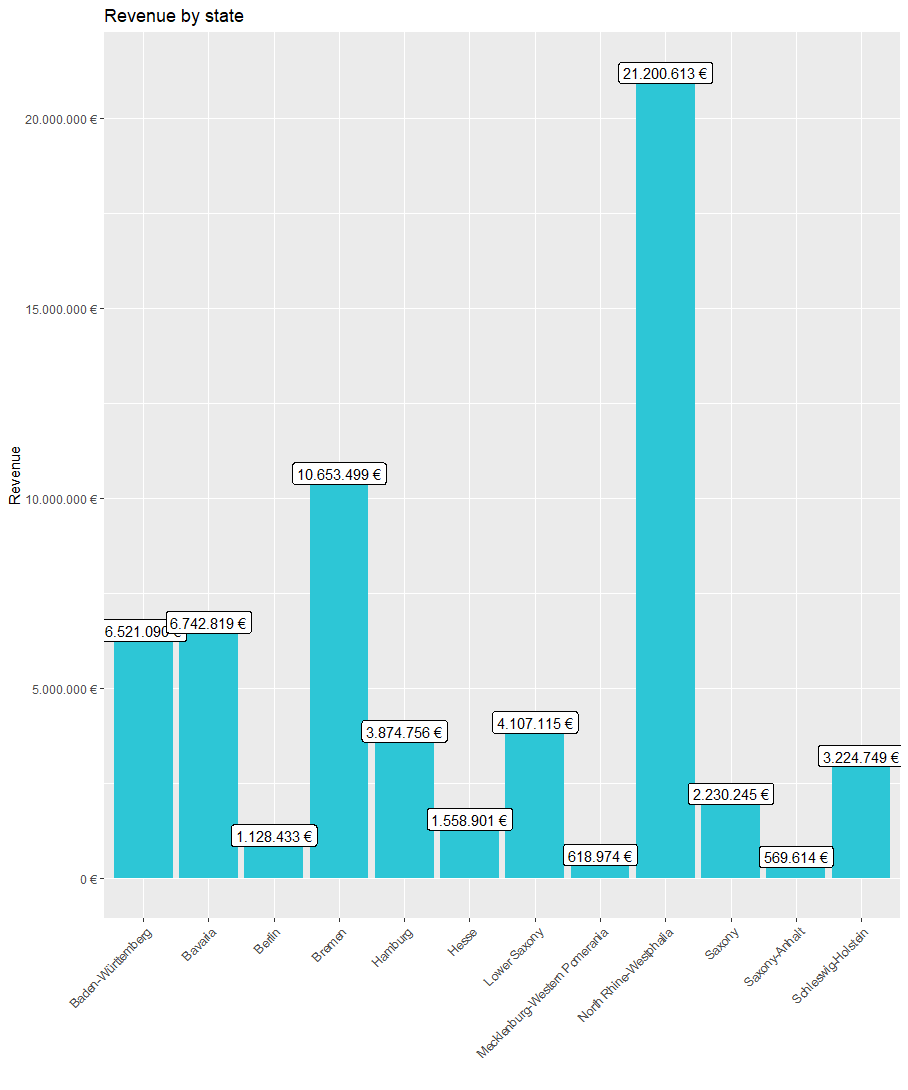 Revenue by state
Revenue
20.000.000 €
15.000.000 €
10.000.000 €
5.000.000 €
0 €
6.521.090 €
6.742.819 €
1.128.433 €
10.653.499 €
3.874.756 €
1.558.901 €
4.107.115 €
618.974 €
21.200.613 €
2.230.245 €
569.614 €
3.224.749 €
Baden-Württemberg
Bavaria
Berlin
Bremen
Hamburg
Hesse
Lower Saxony
Mecklenburg-Western Pomerania
North Rhine-Westphalia
Saxony
Saxony-Anhalt
Schleswig-Holstein